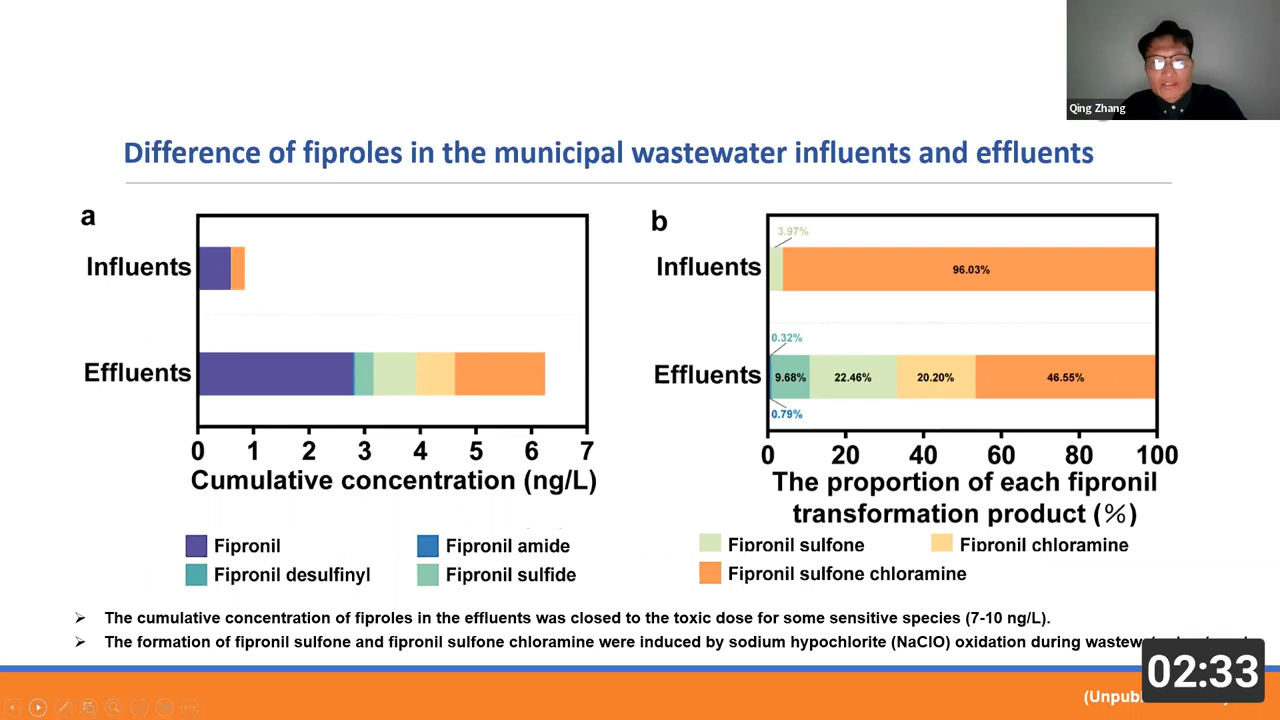 Qing Zhang
Difference of fiproles in the municipal wastewater influents and effluents
a
Influents
Effluents
0 1 2 3 4 5 6 7
Cumulative concentration (ng/L)
b
3.97%
Influents
96.03%
0.32%
Effluents
9.68% 22.46% 20.20% 46.55%
0.79%
0 20 40 60 80 100
The proportion of each fipronil
transformation product (%)
Fipronil
Fipronil amide
Fipronil desulfinyl
Fipronil sulfide
Fipronil sulfone
Fipronil chloramine
Fipronil sulfone chloramine
➢ The cumulative concentration of fiproles in the effluents was closed to the toxic dose for some sensitive species (7-10 ng/L).
➢ The formation of fipronil sulfone and fipronil sulfone chloramine were induced by sodium hypochlorite (NaClO) oxidation during
02:33